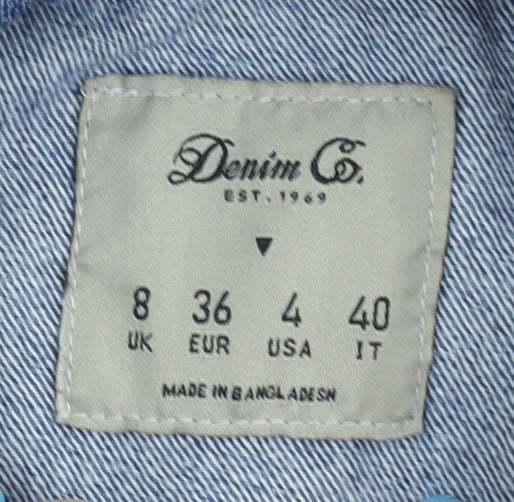 Denim Co.
EST. 1969
8 36 4 40
UK EUR USA IT
MADE IN BANGLADESH